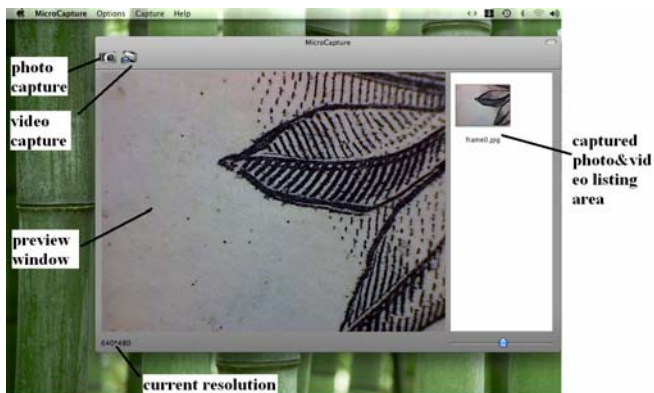 MicroCapture Options Capture Help
MicroCapture
photo
capture
video
capture
frame0.jpg
captured
photo&vid
eo listing
area
preview
window
640*480
current resolution